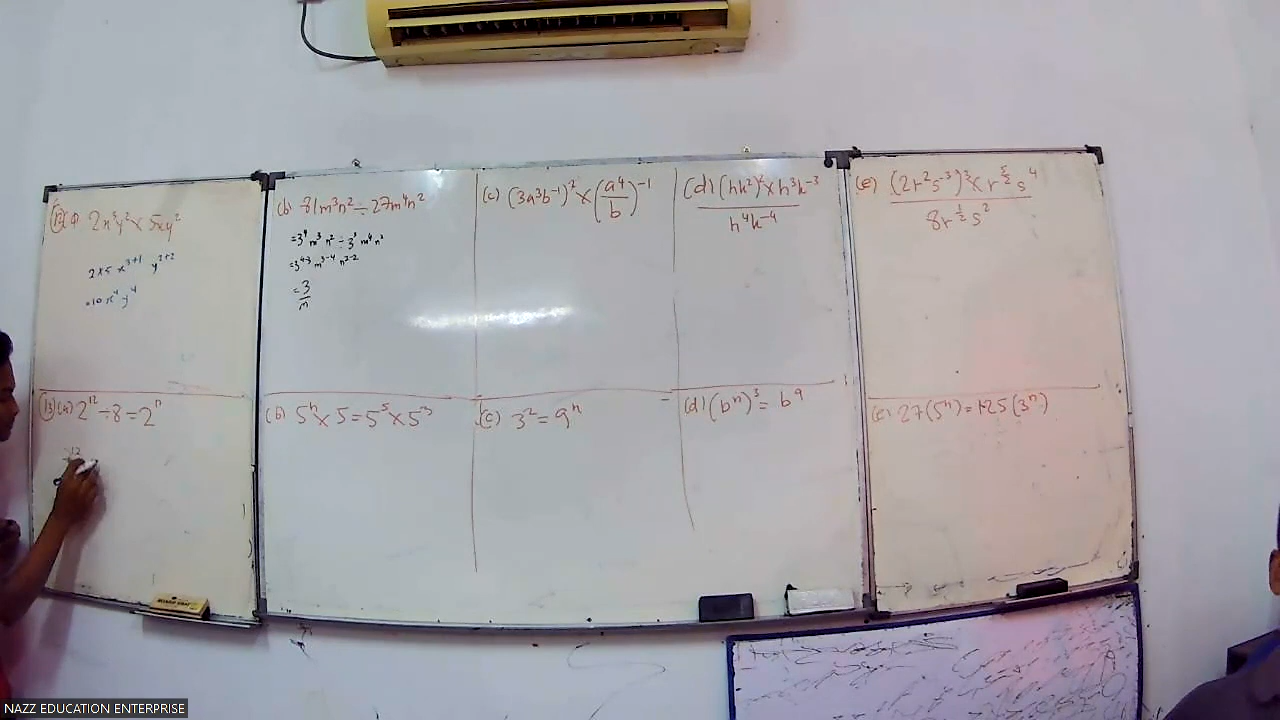 (12) a) 2x³y² × 5xy²
2×5 x³⁺¹ y²⁺²
=10x⁴y⁴
(b) 81m³n² ÷ 27m⁴n²
=3⁴m³n² ÷ 3³m⁴n²
=3⁴⁻³ m³⁻⁴ n²⁻²
=3/m
(c) (3a³b⁻¹)² × (a⁴/b)⁻¹
(d) (hk²)² × h³k⁻³
h⁴k⁻⁴
(e) (2r²s⁻³)³ × r^(5/2) s⁴
8r^(1/2) s²
(13) (a) 2¹² ÷ 8 = 2ⁿ
(b) 5ⁿ × 5 = 5⁵ × 5⁻³
(c) 3² = 9ⁿ
(d) (bⁿ)³ = b⁹
(e) 27(5ⁿ) = 125(3ⁿ)
NAZZ EDUCATION ENTERPRISE